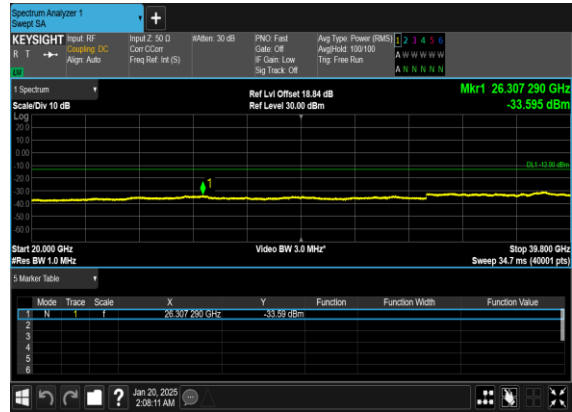 Spectrum Analyzer 1
Swept SA
+
KEYSIGHT Input: RF Input Z: 50 Ω #Atten: 30 dB PNO: Fast Avg Type: Power (RMS) 1 2 3 4 5 6
R T Coupling: DC Corr CCorr Gate: Off Avg|Hold: 100/100 A W W W W W
Align: Auto Freq Ref: Int (S) IF Gain: Low Trig: Free Run
Sig Track: Off A N N N N N
1 Spectrum Ref Lvl Offset 18.84 dB Mkr1 26.307 290 GHz
Scale/Div 10 dB Ref Level 30.00 dBm -33.595 dBm
Log
20.0
10.0
0.00
-10.0 DL1 -13.00 dBm
-20.0
-30.0 1
-40.0
-50.0
-60.0
Start 20.000 GHz Video BW 3.0 MHz* Stop 39.800 GHz
#Res BW 1.0 MHz Sweep 34.7 ms (40001 pts)
5 Marker Table
Mode Trace Scale X Y Function Function Width Function Value
1 N 1 f 26.307 290 GHz -33.59 dBm
2
3
4
5
6
? Jan 20, 2025
2:08:11 AM